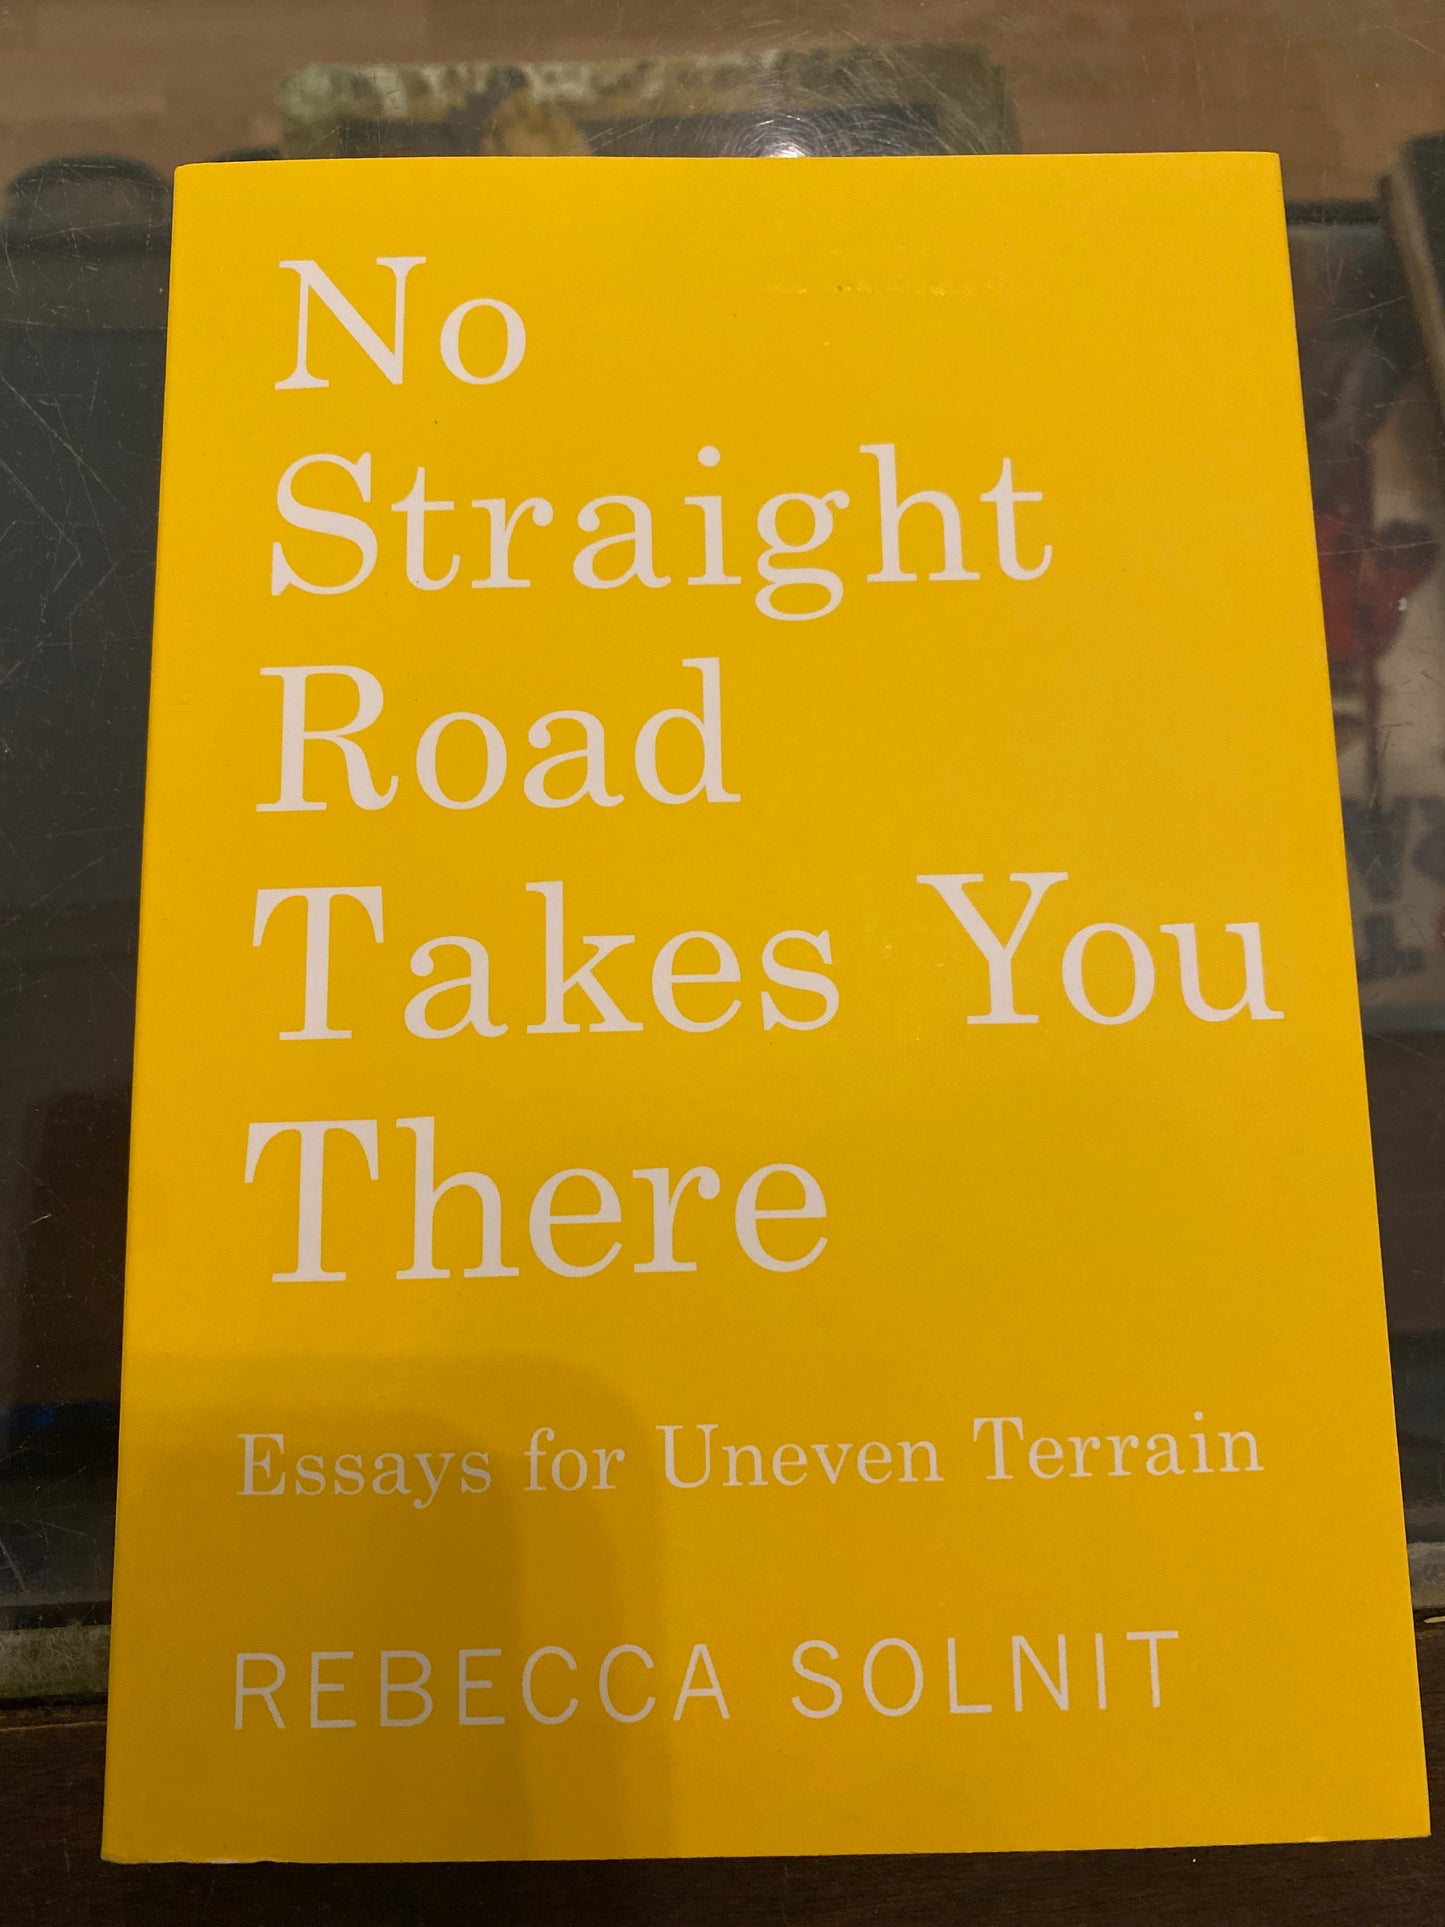 No
Straight
Road
Takes You
There
Essays for Uneven Terrain
REBECCA SOLNIT